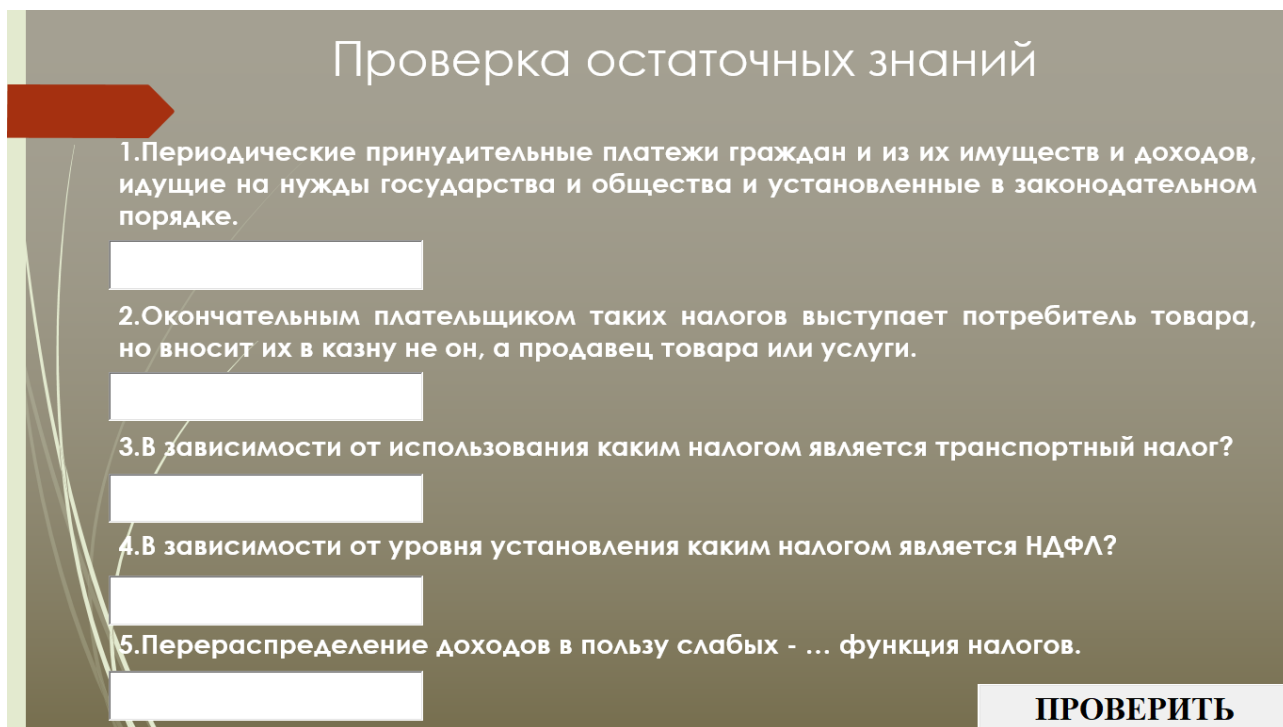 Проверка остаточных знаний
1.Периодические принудительные платежи граждан и из их имуществ и доходов,
идущие на нужды государства и общества и установленные в законодательном
порядке.
2.Окончательным плательщиком таких налогов выступает потребитель товара,
но вносит их в казну не он, а продавец товара или услуги.
3.В зависимости от использования каким налогом является транспортный налог?
4.В зависимости от уровня установления каким налогом является НДФЛ?
5.Перераспределение доходов в пользу слабых - … функция налогов.
ПРОВЕРИТЬ